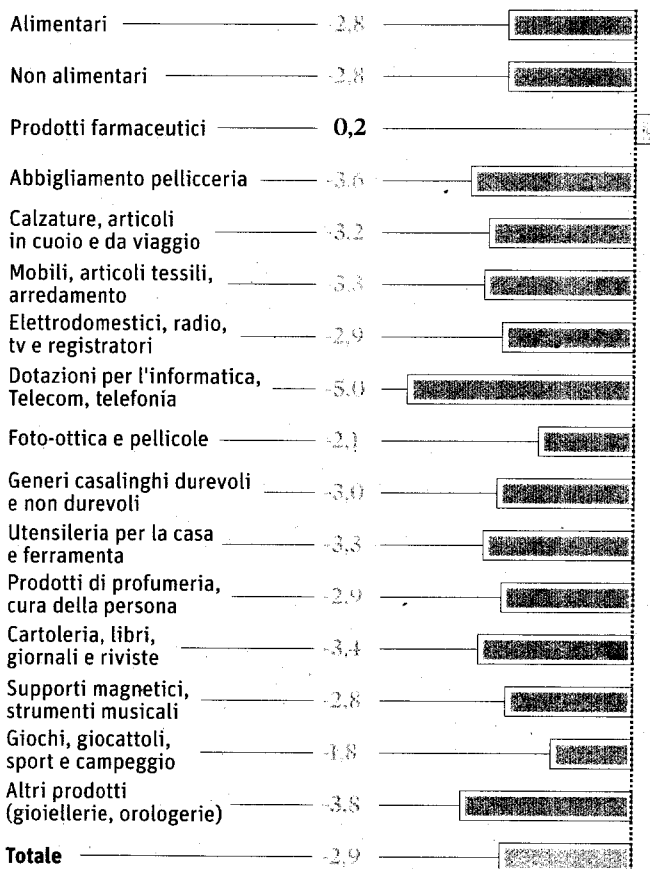 Alimentari -2,8
Non alimentari -2,8
Prodotti farmaceutici 0,2
Abbigliamento pellicceria -3,6
Calzature, articoli
in cuoio e da viaggio -3,2
Mobili, articoli tessili,
arredamento -3,3
Elettrodomestici, radio,
tv e registratori -2,9
Dotazioni per l'informatica,
Telecom, telefonia -5,0
Foto-ottica e pellicole -2,1
Generi casalinghi durevoli
e non durevoli -3,0
Utensileria per la casa
e ferramenta -3,3
Prodotti di profumeria,
cura della persona -2,9
Cartoleria, libri,
giornali e riviste -3,4
Supporti magnetici,
strumenti musicali -2,8
Giochi, giocattoli,
sport e campeggio -1,8
Altri prodotti
(gioiellerie, orologerie) -3,8
Totale -2,9